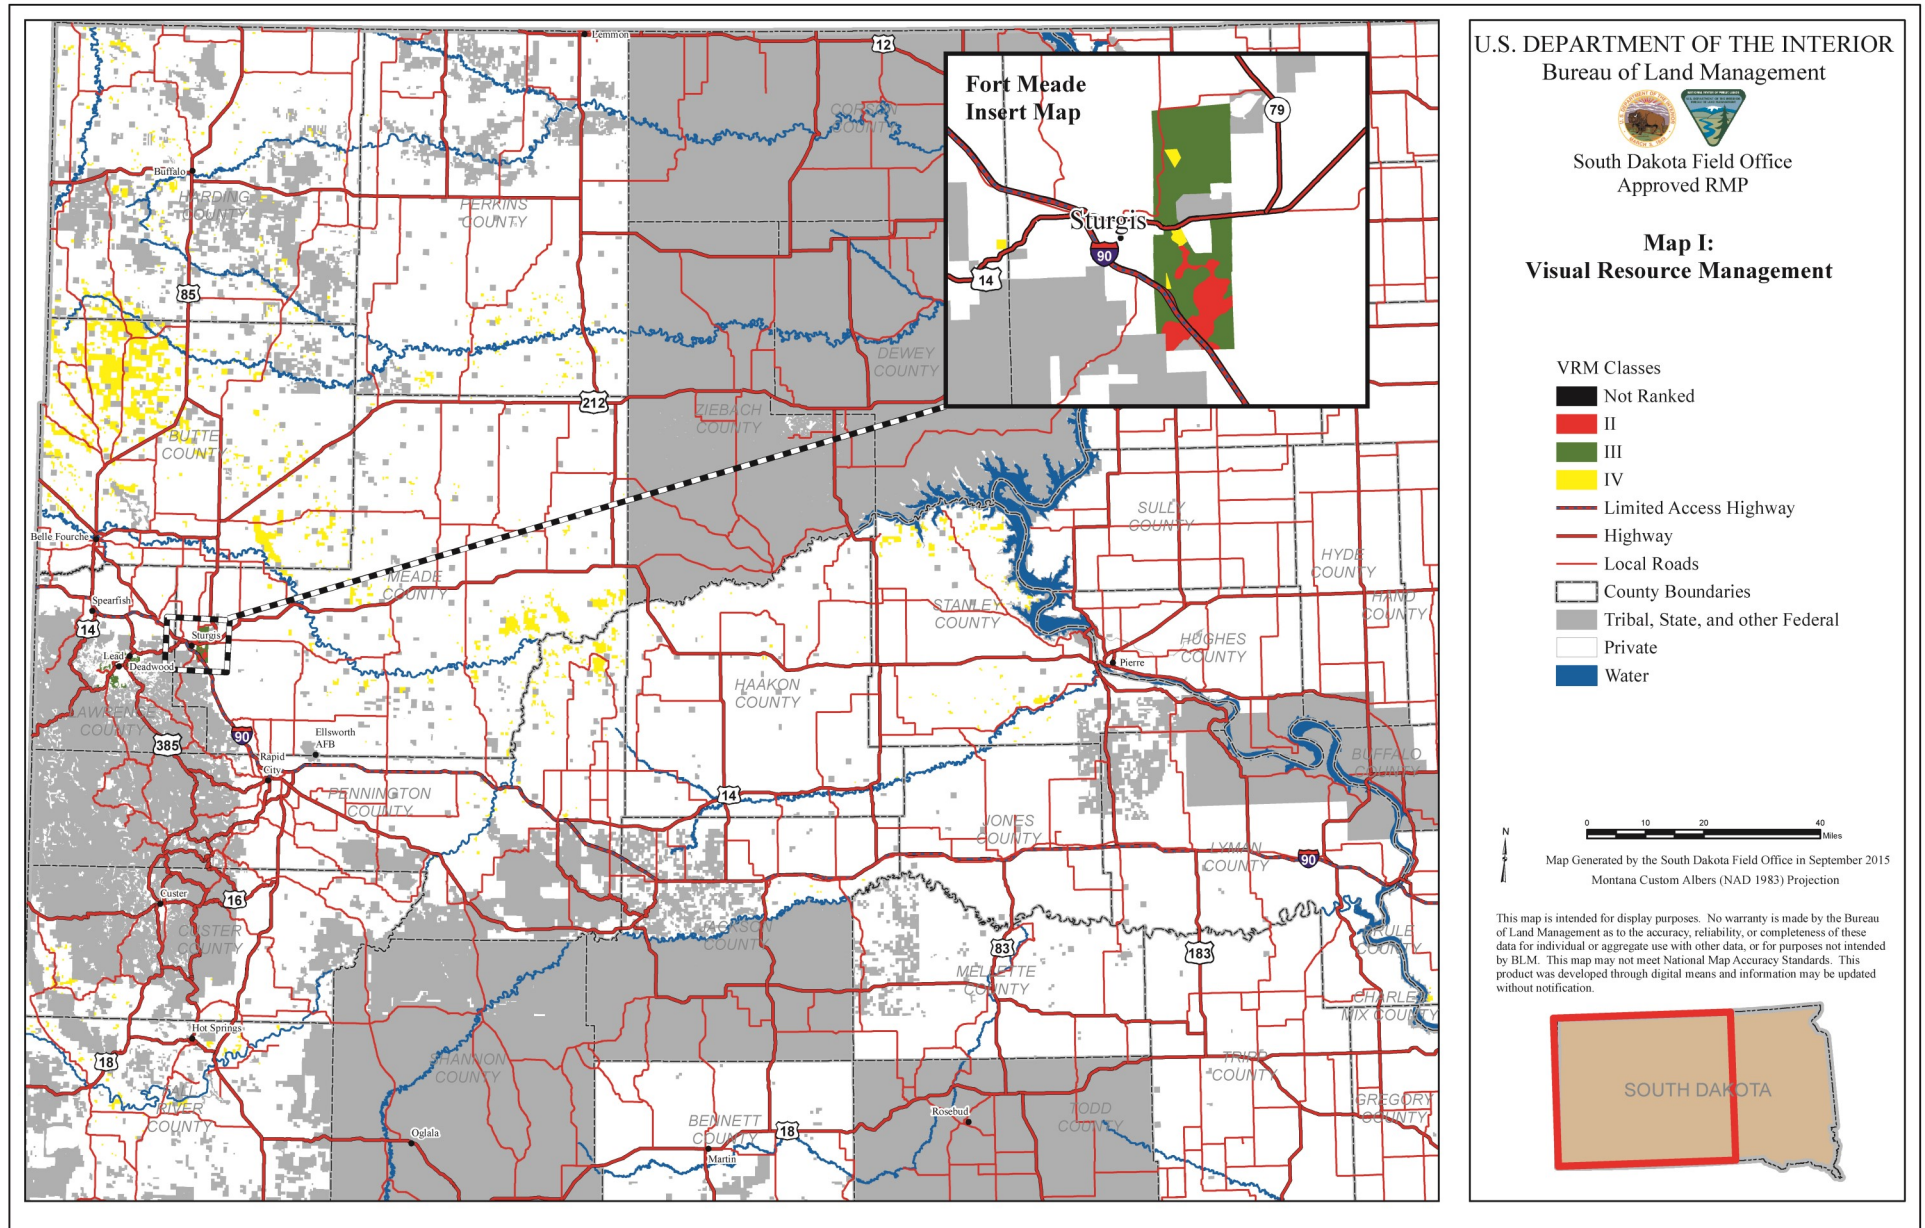 Lemmon
12
CORSON
COUNTY
Fort Meade
Insert Map
79
Sturgis
90
14
Buffalo
HARDING
COUNTY
PERKINS
COUNTY
85
DEWEY
COUNTY
212
ZIEBACH
COUNTY
BUTTE
COUNTY
SULLY
COUNTY
Belle Fourche
HYDE
COUNTY
MEADE
COUNTY
Spearfish
14
STANLEY
COUNTY
HAND
COUNTY
Sturgis
HUGHES
COUNTY
Lead
Deadwood
Pierre
HAAKON
COUNTY
LAWRENCE
COUNTY
385
90
Ellsworth
AFB
Rapid
City
BUFFALO
COUNTY
PENNINGTON
COUNTY
14
JONES
COUNTY
LYMAN
COUNTY
90
Custer
16
CUSTER
COUNTY
JACKSON
COUNTY
83
183
BRULE
COUNTY
MELLETTE
COUNTY
CHARLES
MIX COUNTY
Hot Springs
18
SHANNON
COUNTY
TRIPP
COUNTY
FALL
RIVER
COUNTY
BENNETT
COUNTY
18
Rosebud
TODD
COUNTY
GREGORY
COUNTY
Oglala
Martin
U.S. DEPARTMENT OF THE INTERIOR
Bureau of Land Management
South Dakota Field Office
Approved RMP
Map I:
Visual Resource Management
VRM Classes
Not Ranked
II
III
IV
Limited Access Highway
Highway
Local Roads
County Boundaries
Tribal, State, and other Federal
Private
Water
N
0 10 20 40
Miles
Map Generated by the South Dakota Field Office in September 2015
Montana Custom Albers (NAD 1983) Projection
This map is intended for display purposes. No warranty is made by the Bureau
of Land Management as to the accuracy, reliability, or completeness of these
data for individual or aggregate use with other data, or for purposes not intended
by BLM. This map may not meet National Map Accuracy Standards. This
product was developed through digital means and information may be updated
without notification.
SOUTH DAKOTA